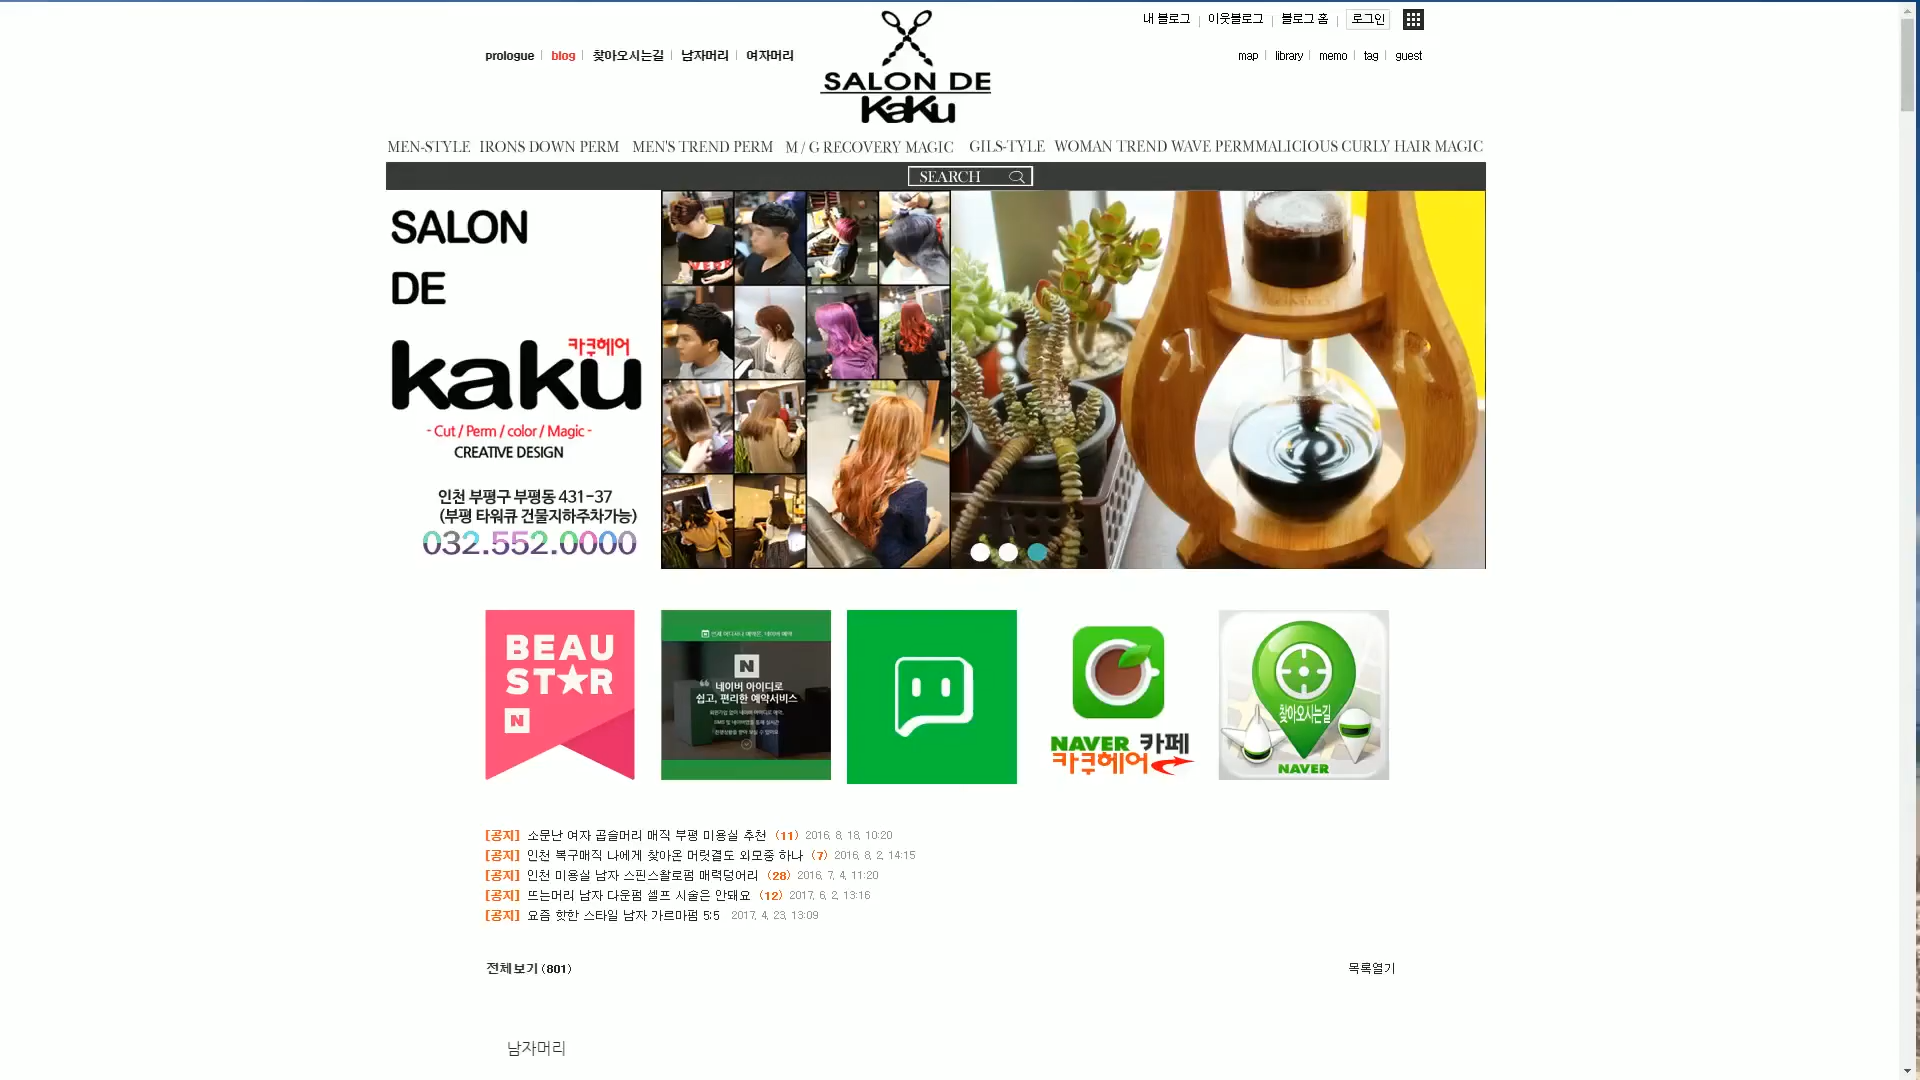 내 블로그 이웃블로그 블로그 홈 로그인
prologue blog 찾아오시는길 남자머리 여자머리
map library memo tag guest
SALON DE
KaKu
MEN-STYLE IRONS DOWN PERM MEN'S TREND PERM M / G RECOVERY MAGIC GILS-TYLE WOMAN TREND WAVE PERM MALICIOUS CURLY HAIR MAGIC
SEARCH
SALON
DE
카쿠헤어
kaku
- Cut / Perm / color / Magic -
CREATIVE DESIGN
인천 부평구 부평동 431-37
(부평 타워큐 건물지하주차가능)
032.552.0000
BEAU
STAR
N
N
네이버 아이디로
쉽고, 편리한 예약서비스
NAVER 카페
카쿠헤어
찾아오시는길
NAVER
[공지] 소문난 여자 곱슬머리 매직 부평 미용실 추천 (11) 2016. 8. 18. 10:20
[공지] 인천 복구매직 나에게 찾아온 머릿결도 외모중 하나 (7) 2016. 8. 2. 14:15
[공지] 인천 미용실 남자 스핀스왈로펌 매력덩어리 (28) 2016. 7. 4. 11:20
[공지] 뜨는머리 남자 다운펌 셀프 시술은 안돼요 (12) 2017. 6. 2. 13:16
[공지] 요즘 핫한 스타일 남자 가르마펌 5:5 2017. 4. 23. 13:09
전체보기 (801)
목록열기
남자머리